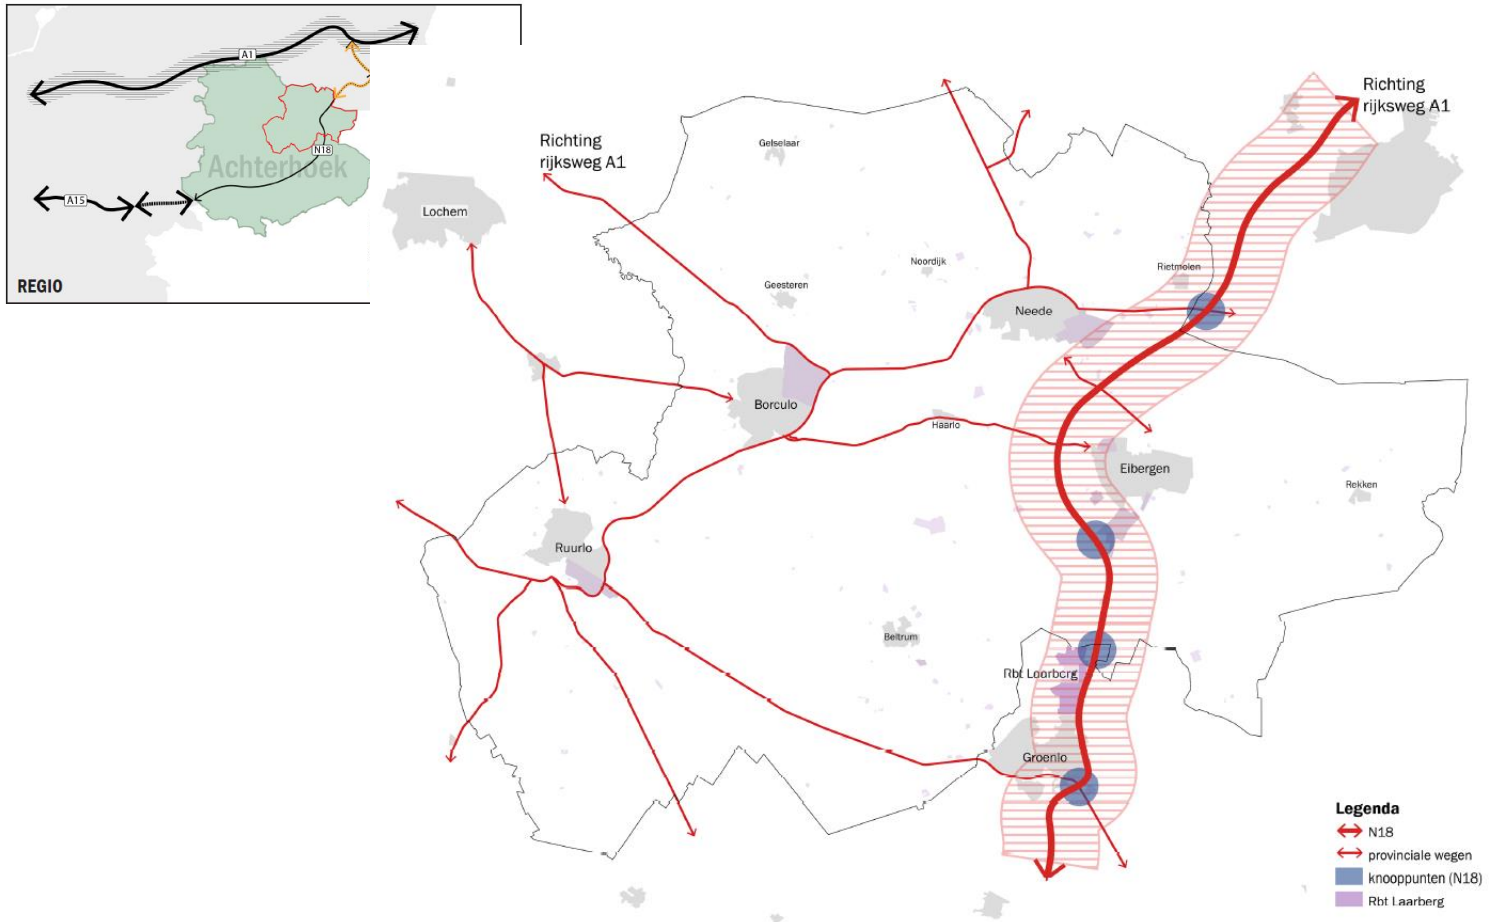 A1
N18
Achterhoek
A15
REGIO
Richting
rijksweg A1
Richting
rijksweg A1
Gelselaar
Lochem
Noordijk
Rietmolen
Geesteren
Neede
Borculo
Haarlo
Eibergen
Rekken
Ruurlo
Beltrum
Rbt Laarberg
Groenlo
Legenda
N18
provinciale wegen
knooppunten (N18)
Rbt Laarberg